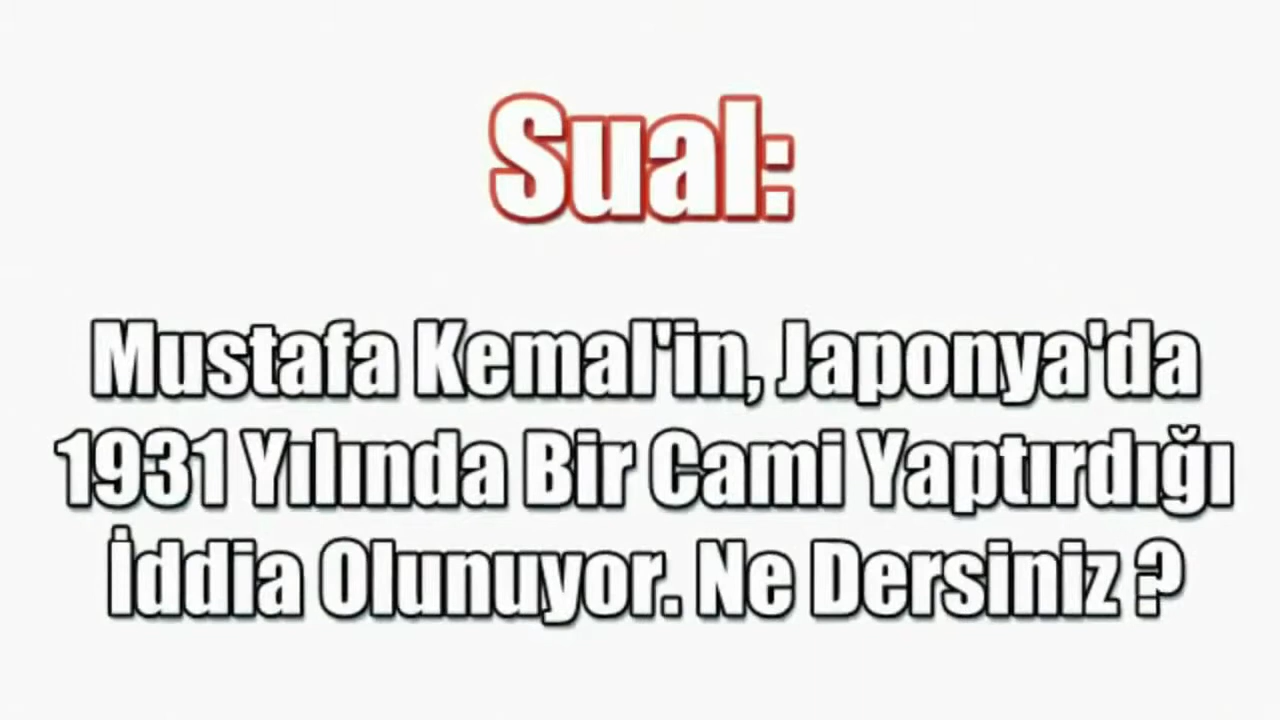 Sual:
Mustafa Kemal'in, Japonya'da
1931 Yılında Bir Cami Yaptırdığı
İddia Olunuyor. Ne Dersiniz ?